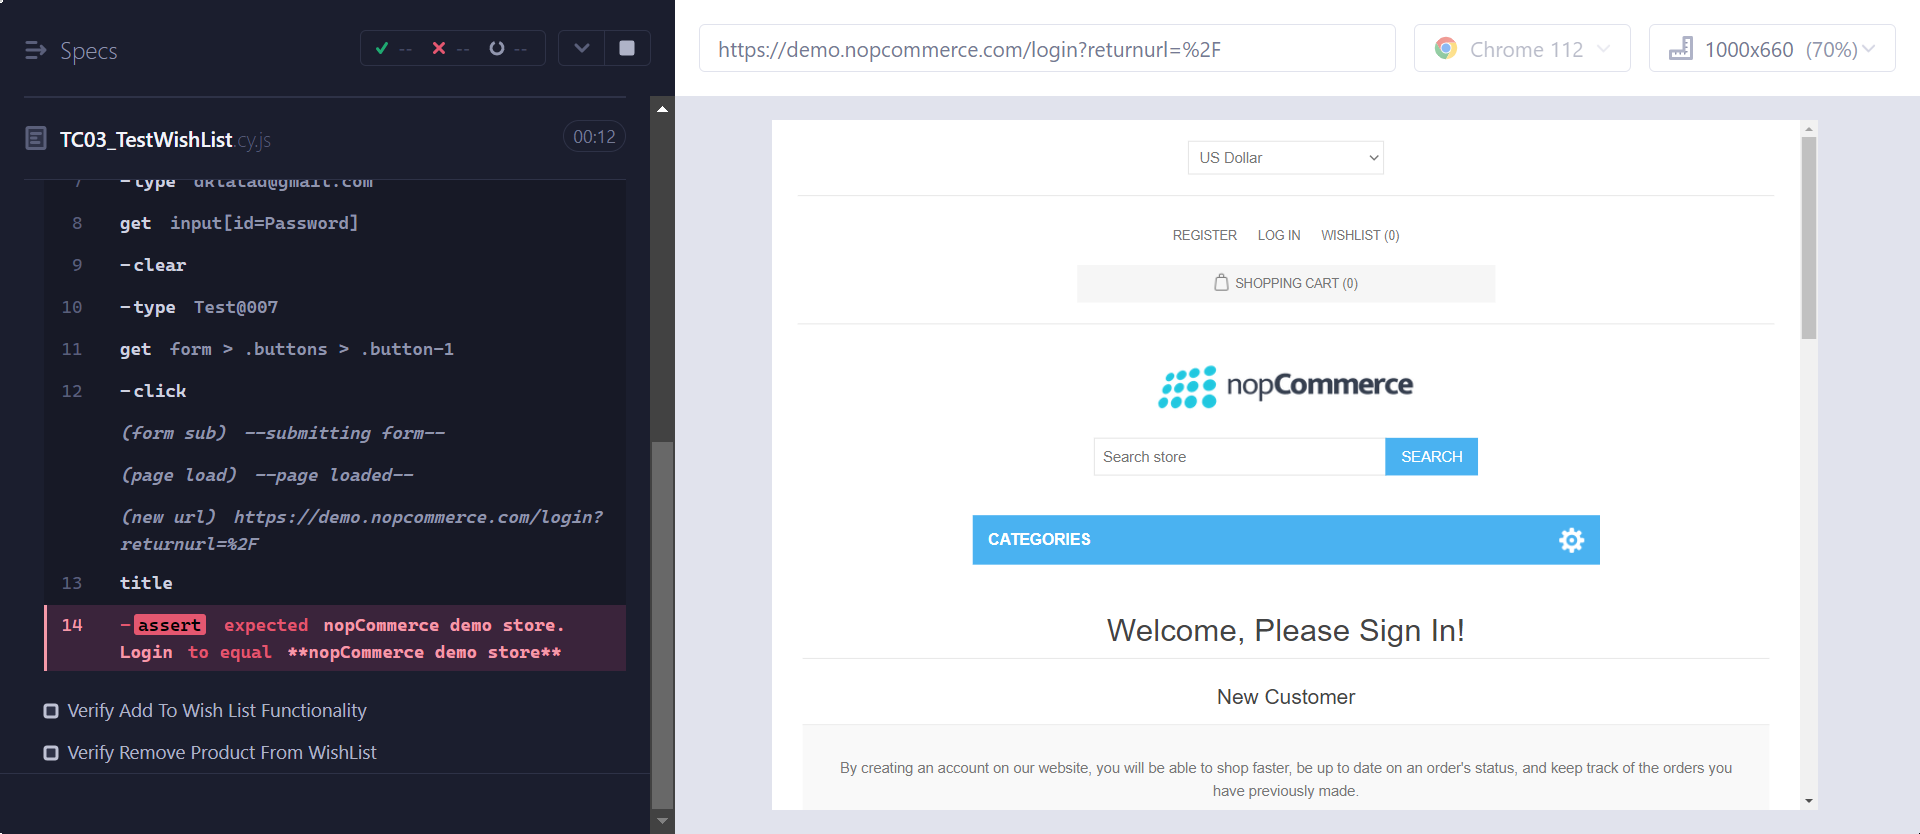 Specs
-- -- --
https://demo.nopcommerce.com/login?returnurl=%2F
Chrome 112
1000x660 (70%)
TC03_TestWishList.cy.js
00:12
7 -type dktatad@gmail.com
8 get input[id=Password]
9 -clear
10 -type Test@007
11 get form > .buttons > .button-1
12 -click
(form sub) --submitting form--
(page load) --page loaded--
(new url) https://demo.nopcommerce.com/login?
returnurl=%2F
13 title
14 -assert expected nopCommerce demo store.
Login to equal **nopCommerce demo store**
Verify Add To Wish List Functionality
Verify Remove Product From WishList
US Dollar
REGISTER LOG IN WISHLIST (0)
SHOPPING CART (0)
nopCommerce
Search store SEARCH
CATEGORIES
Welcome, Please Sign In!
New Customer
By creating an account on our website, you will be able to shop faster, be up to date on an order's status, and keep track of the orders you
have previously made.